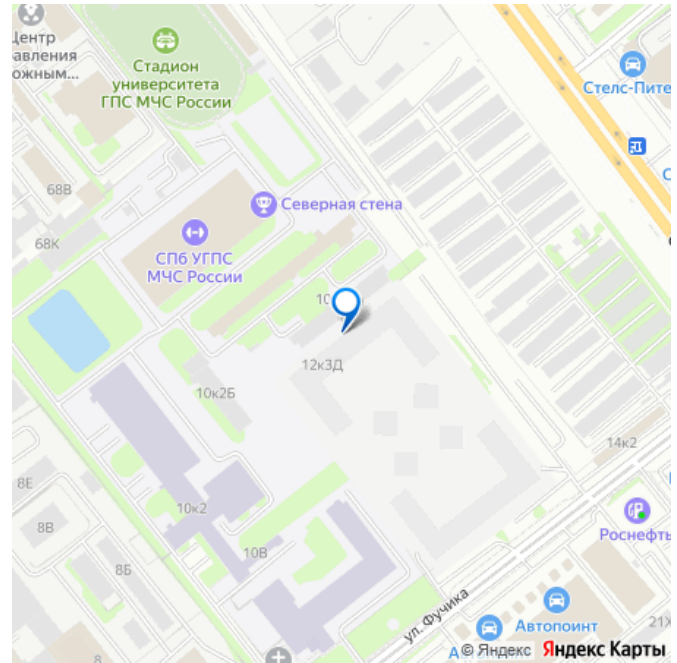 Центр
авления
ожным...
Стадион
университета
ГПС МЧС России
Стелс-Пите
68В
Северная стена
68К
СПб УГПС
МЧС России
10
12к3Д
10к2Б
14к2
8Е
10к2
Роснефть
8В
10В
8Б
ул. Фучика
Автопоинт
21
8
© Яндекс Яндекс Карты